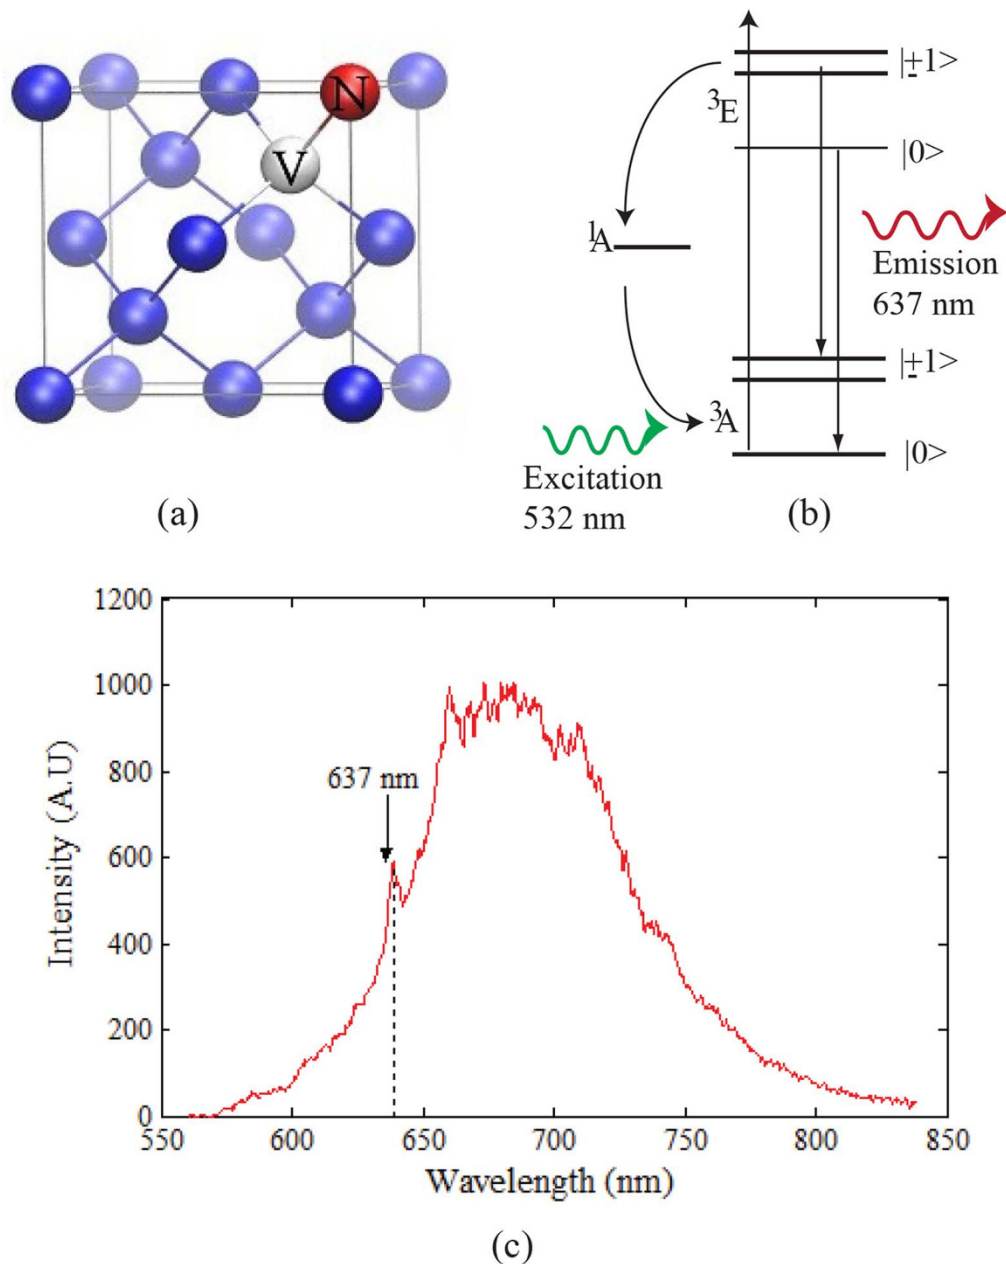 N
V
(a)
|±1>
³E
|0>
¹A
Emission
637 nm
|±1>
³A
Excitation
532 nm
|0>
(b)
1200
1000
800
600
400
200
0
637 nm
Intensity (A.U)
550 600 650 700 750 800 850
Wavelength (nm)
(c)